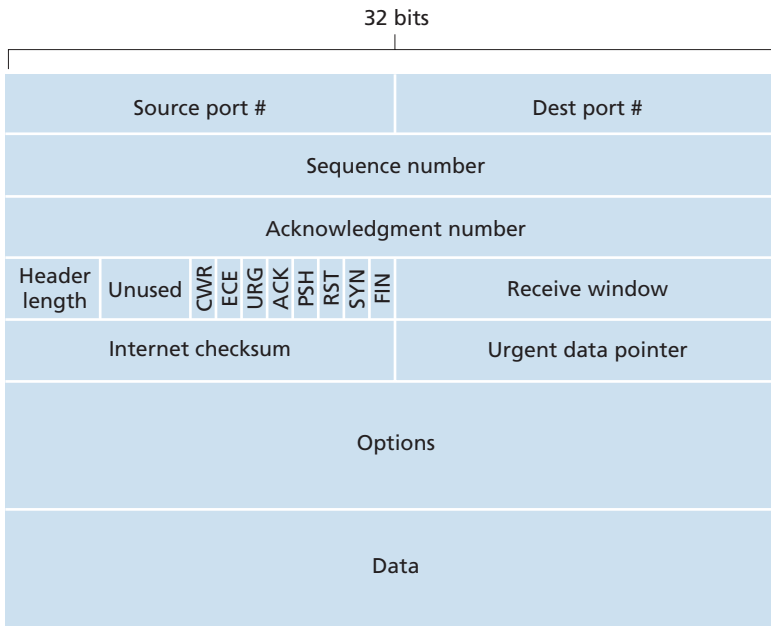 32 bits
Source port #
Dest port #
Sequence number
Acknowledgment number
Header
length
Unused
CWR
ECE
URG
ACK
PSH
RST
SYN
FIN
Receive window
Internet checksum
Urgent data pointer
Options
Data